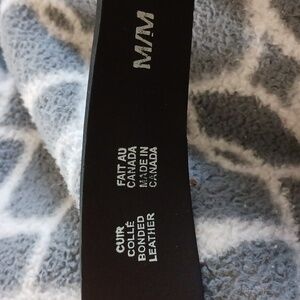 M/M
FAIT AU
CANADA
MADE IN
CANADA
CUIR
COLLÉ
BONDED
LEATHER